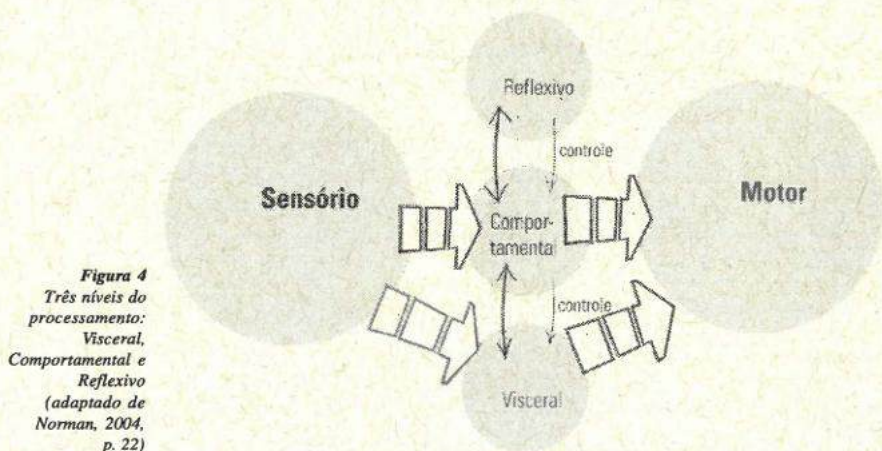 Reflexivo
controle
Sensório
Motor
Compor-
tamental
controle
Visceral
Figura 4
Três níveis do
processamento:
Visceral,
Comportamental e
Reflexivo
(adaptado de
Norman, 2004,
p. 22)